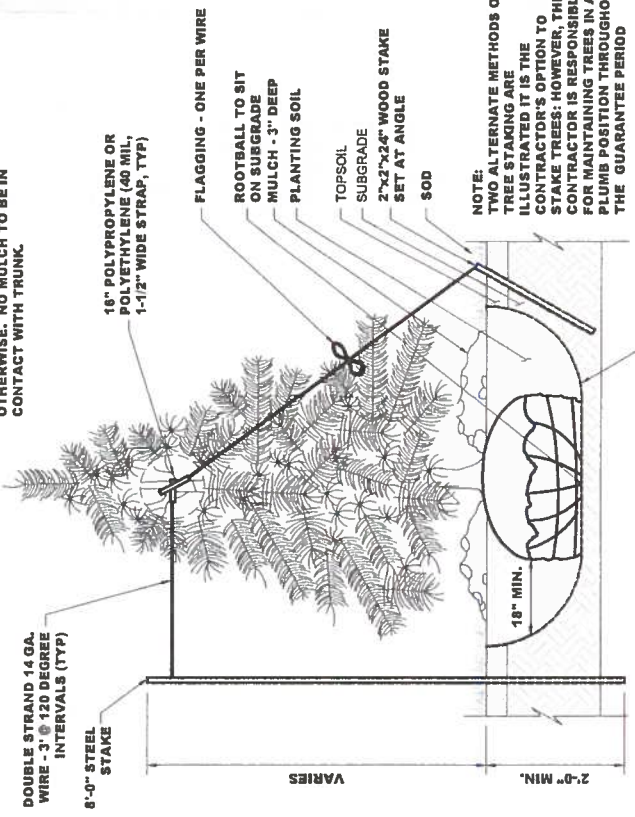 OTHERWISE. NO MULCH TO BE IN
CONTACT WITH TRUNK.
DOUBLE STRAND 14 GA.
WIRE - 3' @ 120 DEGREE
INTERVALS (TYP)
8'-0" STEEL
STAKE
16" POLYPROPYLENE OR
POLYETHYLENE (40 MIL,
1-1/2" WIDE STRAP, TYP)
FLAGGING - ONE PER WIRE
ROOTBALL TO SIT
ON SUBGRADE
MULCH - 3" DEEP
PLANTING SOIL
TOPSOIL
SUBGRADE
2"x2"x24" WOOD STAKE
SET AT ANGLE
SOD
NOTE:
TWO ALTERNATE METHODS
TREE STAKING ARE
ILLUSTRATED IT IS THE
CONTRACTOR'S OPTION TO
STAKE TREES: HOWEVER,
CONTRACTOR IS
FOR MAINTAINING TREES IN
PLUMB POSITION
THE GUARANTEE PERIOD
18" MIN.
VARIES
2'-0" MIN.